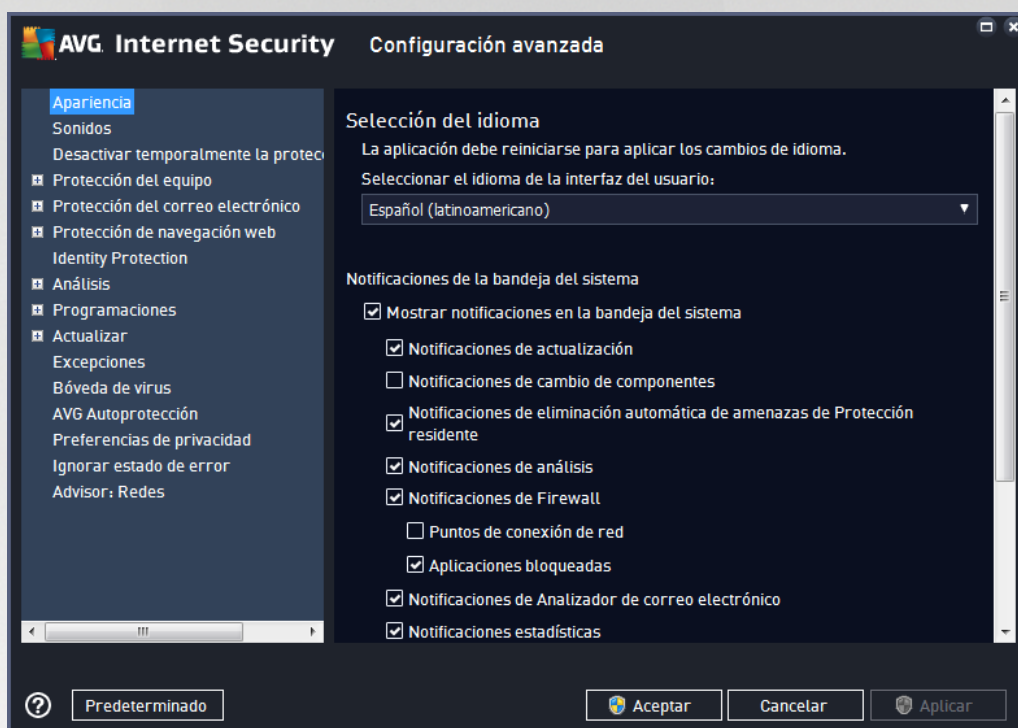 AVG. Internet Security
Configuración avanzada
Apariencia
Sonidos
Desactivar temporalmente la
Protección del equipo
Protección del correo electrónico
Protección de navegación web
Identity Protection
Análisis
Programaciones
Actualizar
Excepciones
Bóveda de virus
AVG Autoprotección
Preferencias de privacidad
Ignorar estado de error
Advisor: Redes
Selección del idioma
La aplicación debe reiniciarse para aplicar los cambios de idioma.
Seleccionar el idioma de la interfaz del usuario:
Español (latinoamericano)
Notificaciones de la bandeja del sistema
Mostrar notificaciones en la bandeja del sistema
Notificaciones de actualización
Notificaciones de cambio de componentes
Notificaciones de eliminación automática de amenazas de Protección
residente
Notificaciones de análisis
Notificaciones de Firewall
Puntos de conexión de red
Aplicaciones bloqueadas
Notificaciones de Analizador de correo electrónico
Notificaciones estadísticas
Predeterminado
Aceptar
Cancelar
Aplicar